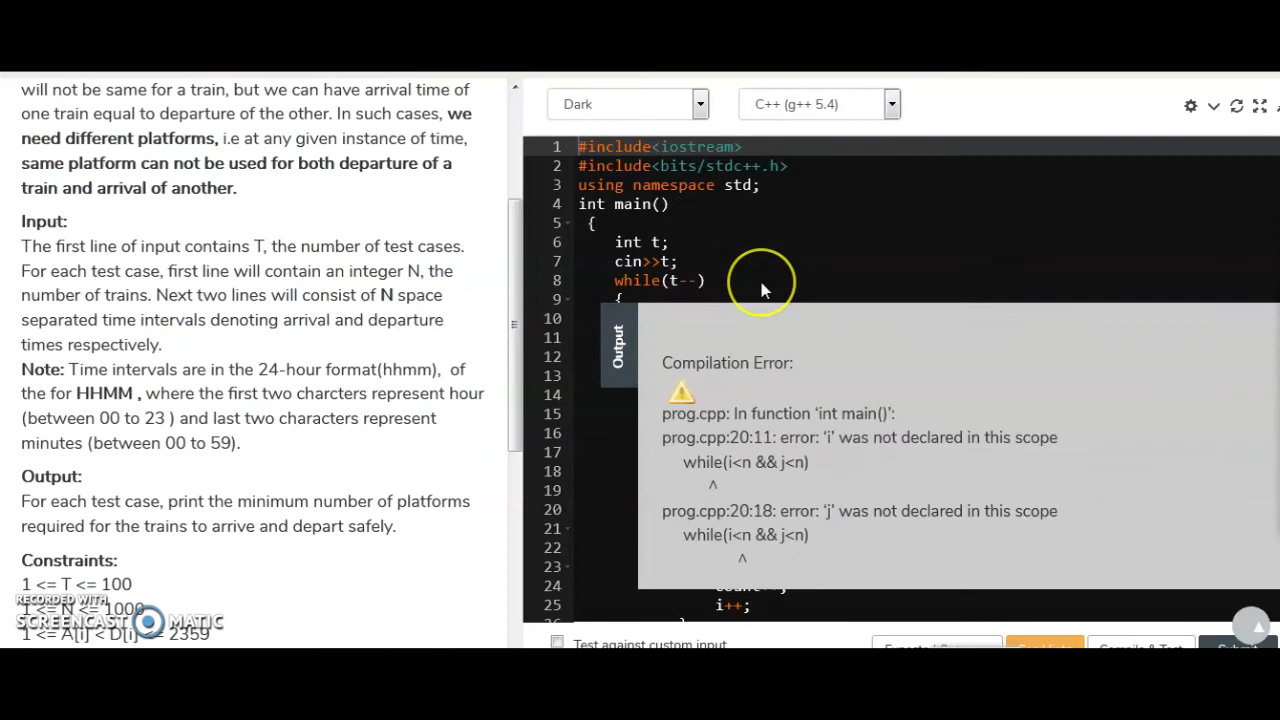 will not be same for a train, but we can have arrival time of
one train equal to departure of the other. In such cases, we
need different platforms, i.e at any given instance of time,
same platform can not be used for both departure of a
train and arrival of another.
Input:
The first line of input contains T, the number of test cases.
For each test case, first line will contain an integer N, the
number of trains. Next two lines will consist of N space
separated time intervals denoting arrival and departure
times respectively.
Note: Time intervals are in the 24-hour format(hhmm), of
the for HHMM , where the first two charcters represent hour
(between 00 to 23 ) and last two characters represent
minutes (between 00 to 59).
Output:
For each test case, print the minimum number of platforms
required for the trains to arrive and depart safely.
Constraints:
1 <= T <= 100
1 <= N <= 1000
1 <= A[i] < D[i] <= 2359
RECORDED WITH
SCREENCAST MATIC
Dark
C++ (g++ 5.4)
1 #include<iostream>
2 #include<bits/stdc++.h>
3 using namespace std;
4 int main()
5 {
6 int t;
7 cin>>t;
8 while(t--)
9 {
10
11
12
13
14
15
16
17
18
19
20
21
22
23
24 count++;
25 i++;
26 }
Output
Compilation Error:
prog.cpp: In function ‘int main()’:
prog.cpp:20:11: error: ‘i’ was not declared in this scope
while(i<n && j<n)
^
prog.cpp:20:18: error: ‘j’ was not declared in this scope
while(i<n && j<n)
^
Test against custom input
Compile & Test
Submit